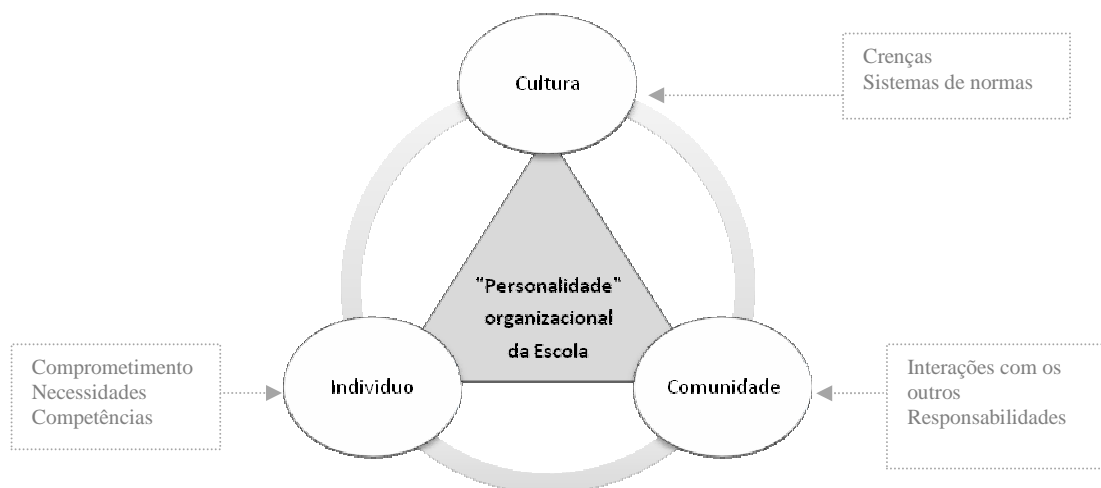 Cultura
Crenças
Sistemas de normas
“Personalidade“
organizacional
da Escola
Comprometimento
Necessidades
Competências
Individuo
Comunidade
Interações com os
outros
Responsabilidades